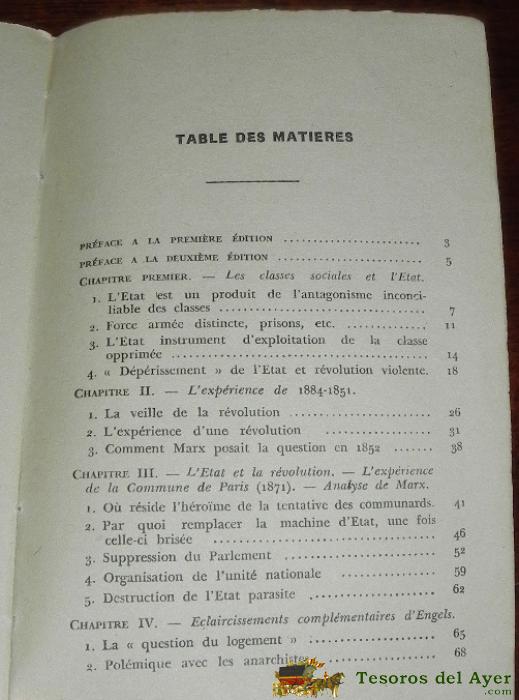 TABLE DES MATIERES
PRÉFACE A LA PREMIÈRE ÉDITION ........................ 3
PRÉFACE A LA DEUXIÈME ÉDITION ........................ 5
CHAPITRE PREMIER. — Les classes sociales et l'Etat.
1. L'Etat est un produit de l'antagonisme inconci-
liable des classes ................................ 7
2. Force armée distincte, prisons, etc. ............. 11
3. L'Etat instrument d'exploitation de la classe
opprimée ........................................ 14
4. « Dépérissement » de l'Etat et révolution violente. 18
CHAPITRE II. — L'expérience de 1884-1851.
1. La veille de la révolution ....................... 26
2. L'expérience d'une révolution .................... 31
3. Comment Marx posait la question en 1852 ....... 38
CHAPITRE III. — L'Etat et la révolution. — L'expérience
de la Commune de Paris (1871). — Analyse de Marx.
1. Où réside l'héroïme de la tentative des communards. 41
2. Par quoi remplacer la machine d'Etat, une fois
celle-ci brisée .................................. 46
3. Suppression du Parlement ........................ 52
4. Organisation de l'unité nationale ............... 59
5. Destruction de l'Etat parasite .................. 62
CHAPITRE IV. — Eclaircissements complémentaires d'Engels.
1. La « question du logement » : .................. 65
2. Polémique avec les anarchistes .................. 68
Tesoros del Ayer
.com